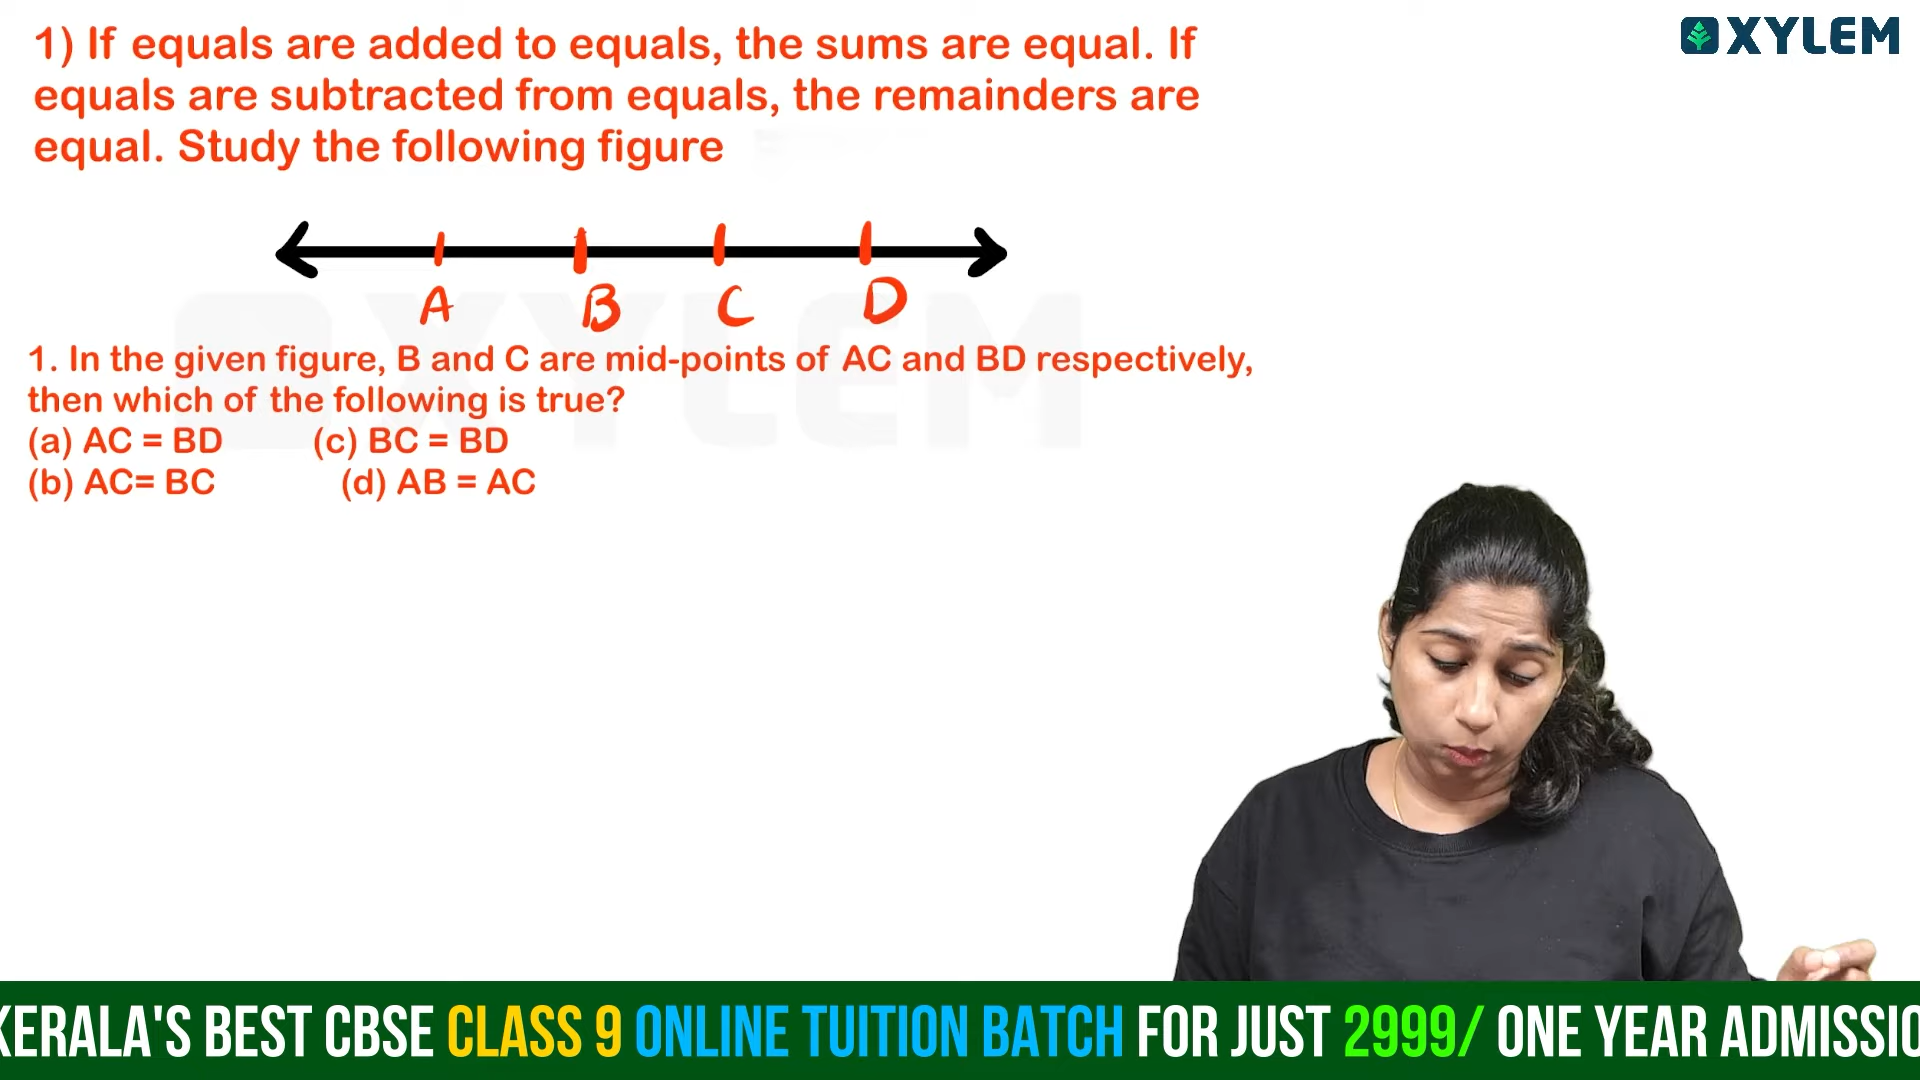 1) If equals are added to equals, the sums are equal. If
XYLEM
equals are subtracted from equals, the remainders are
equal. Study the following figure
A B C D
1. In the given figure, B and C are mid-points of AC and BD respectively,
then which of the following is true?
(a) AC = BD (c) BC = BD
(b) AC= BC (d) AB = AC
XYLEM
KERALA'S BEST CBSE CLASS 9 ONLINE TUITION BATCH FOR JUST 2999/ ONE YEAR ADMISSIO